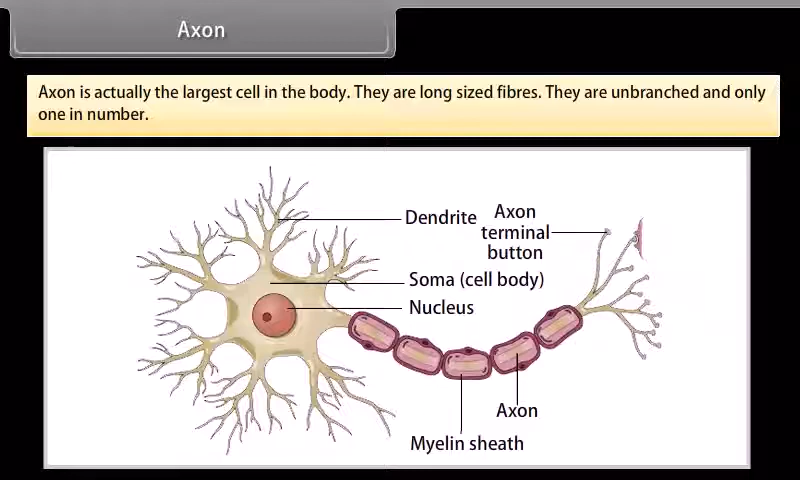 Axon
Axon is actually the largest cell in the body. They are long sized fibres. They are unbranched and only
one in number.
Dendrite
Axon
terminal
button
Soma (cell body)
Nucleus
Axon
Myelin sheath